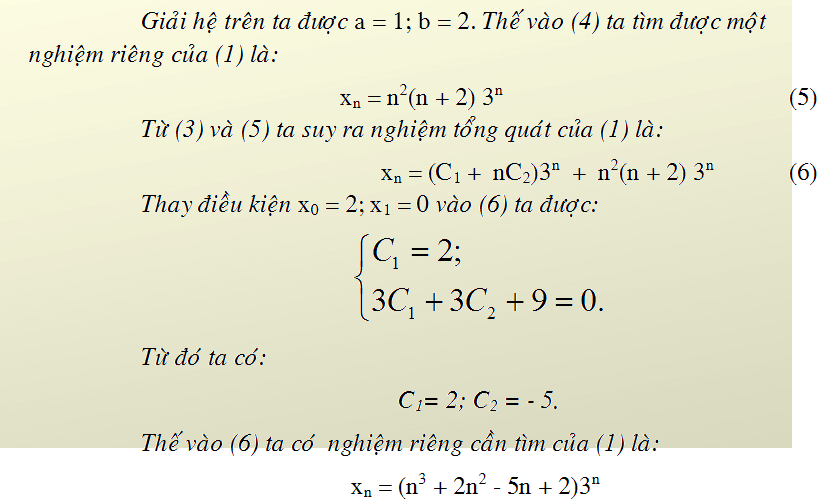 Giải hệ trên ta được a = 1; b = 2. Thế vào (4) ta tìm được một
nghiệm riêng của (1) là:
xₙ = n²(n + 2) 3ⁿ (5)
Từ (3) và (5) ta suy ra nghiệm tổng quát của (1) là:
xₙ = (C₁ + nC₂)3ⁿ + n²(n + 2) 3ⁿ (6)
Thay điều kiện x₀ = 2; x₁ = 0 vào (6) ta được:
C₁ = 2;
3C₁ + 3C₂ + 9 = 0.
Từ đó ta có:
C₁= 2; C₂ = - 5.
Thế vào (6) ta có nghiệm riêng cần tìm của (1) là:
xₙ = (n³ + 2n² - 5n + 2)3ⁿ